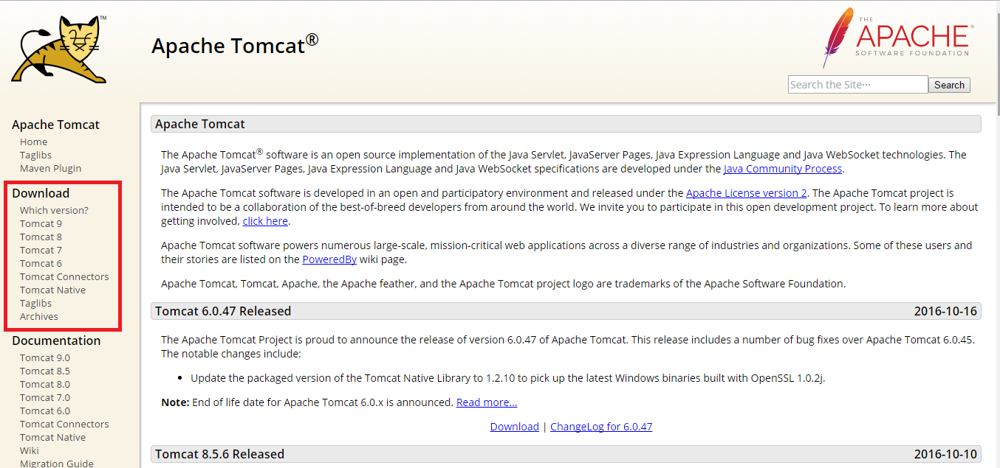 TM
Apache Tomcat®
THE
APACHE®
SOFTWARE FOUNDATION
Search the Site···
Search
Apache Tomcat
Home
Taglibs
Maven Plugin
Download
Which version?
Tomcat 9
Tomcat 8
Tomcat 7
Tomcat 6
Tomcat Connectors
Tomcat Native
Taglibs
Archives
Documentation
Tomcat 9.0
Tomcat 8.5
Tomcat 8.0
Tomcat 7.0
Tomcat 6.0
Tomcat Connectors
Tomcat Native
Wiki
Migration Guide
Apache Tomcat
The Apache Tomcat® software is an open source implementation of the Java Servlet, JavaServer Pages, Java Expression Language and Java WebSocket technologies. The
Java Servlet, JavaServer Pages, Java Expression Language and Java WebSocket specifications are developed under the Java Community Process.
The Apache Tomcat software is developed in an open and participatory environment and released under the Apache License version 2. The Apache Tomcat project is
intended to be a collaboration of the best-of-breed developers from around the world. We invite you to participate in this open development project. To learn more about
getting involved, click here.
Apache Tomcat software powers numerous large-scale, mission-critical web applications across a diverse range of industries and organizations. Some of these users and
their stories are listed on the PoweredBy wiki page.
Apache Tomcat, Tomcat, Apache, the Apache feather, and the Apache Tomcat project logo are trademarks of the Apache Software Foundation.
Tomcat 6.0.47 Released 2016-10-16
The Apache Tomcat Project is proud to announce the release of version 6.0.47 of Apache Tomcat. This release includes a number of bug fixes over Apache Tomcat 6.0.45.
The notable changes include:
• Update the packaged version of the Tomcat Native Library to 1.2.10 to pick up the latest Windows binaries built with OpenSSL 1.0.2j.
Note: End of life date for Apache Tomcat 6.0.x is announced. Read more...
Download | ChangeLog for 6.0.47
Tomcat 8.5.6 Released 2016-10-10